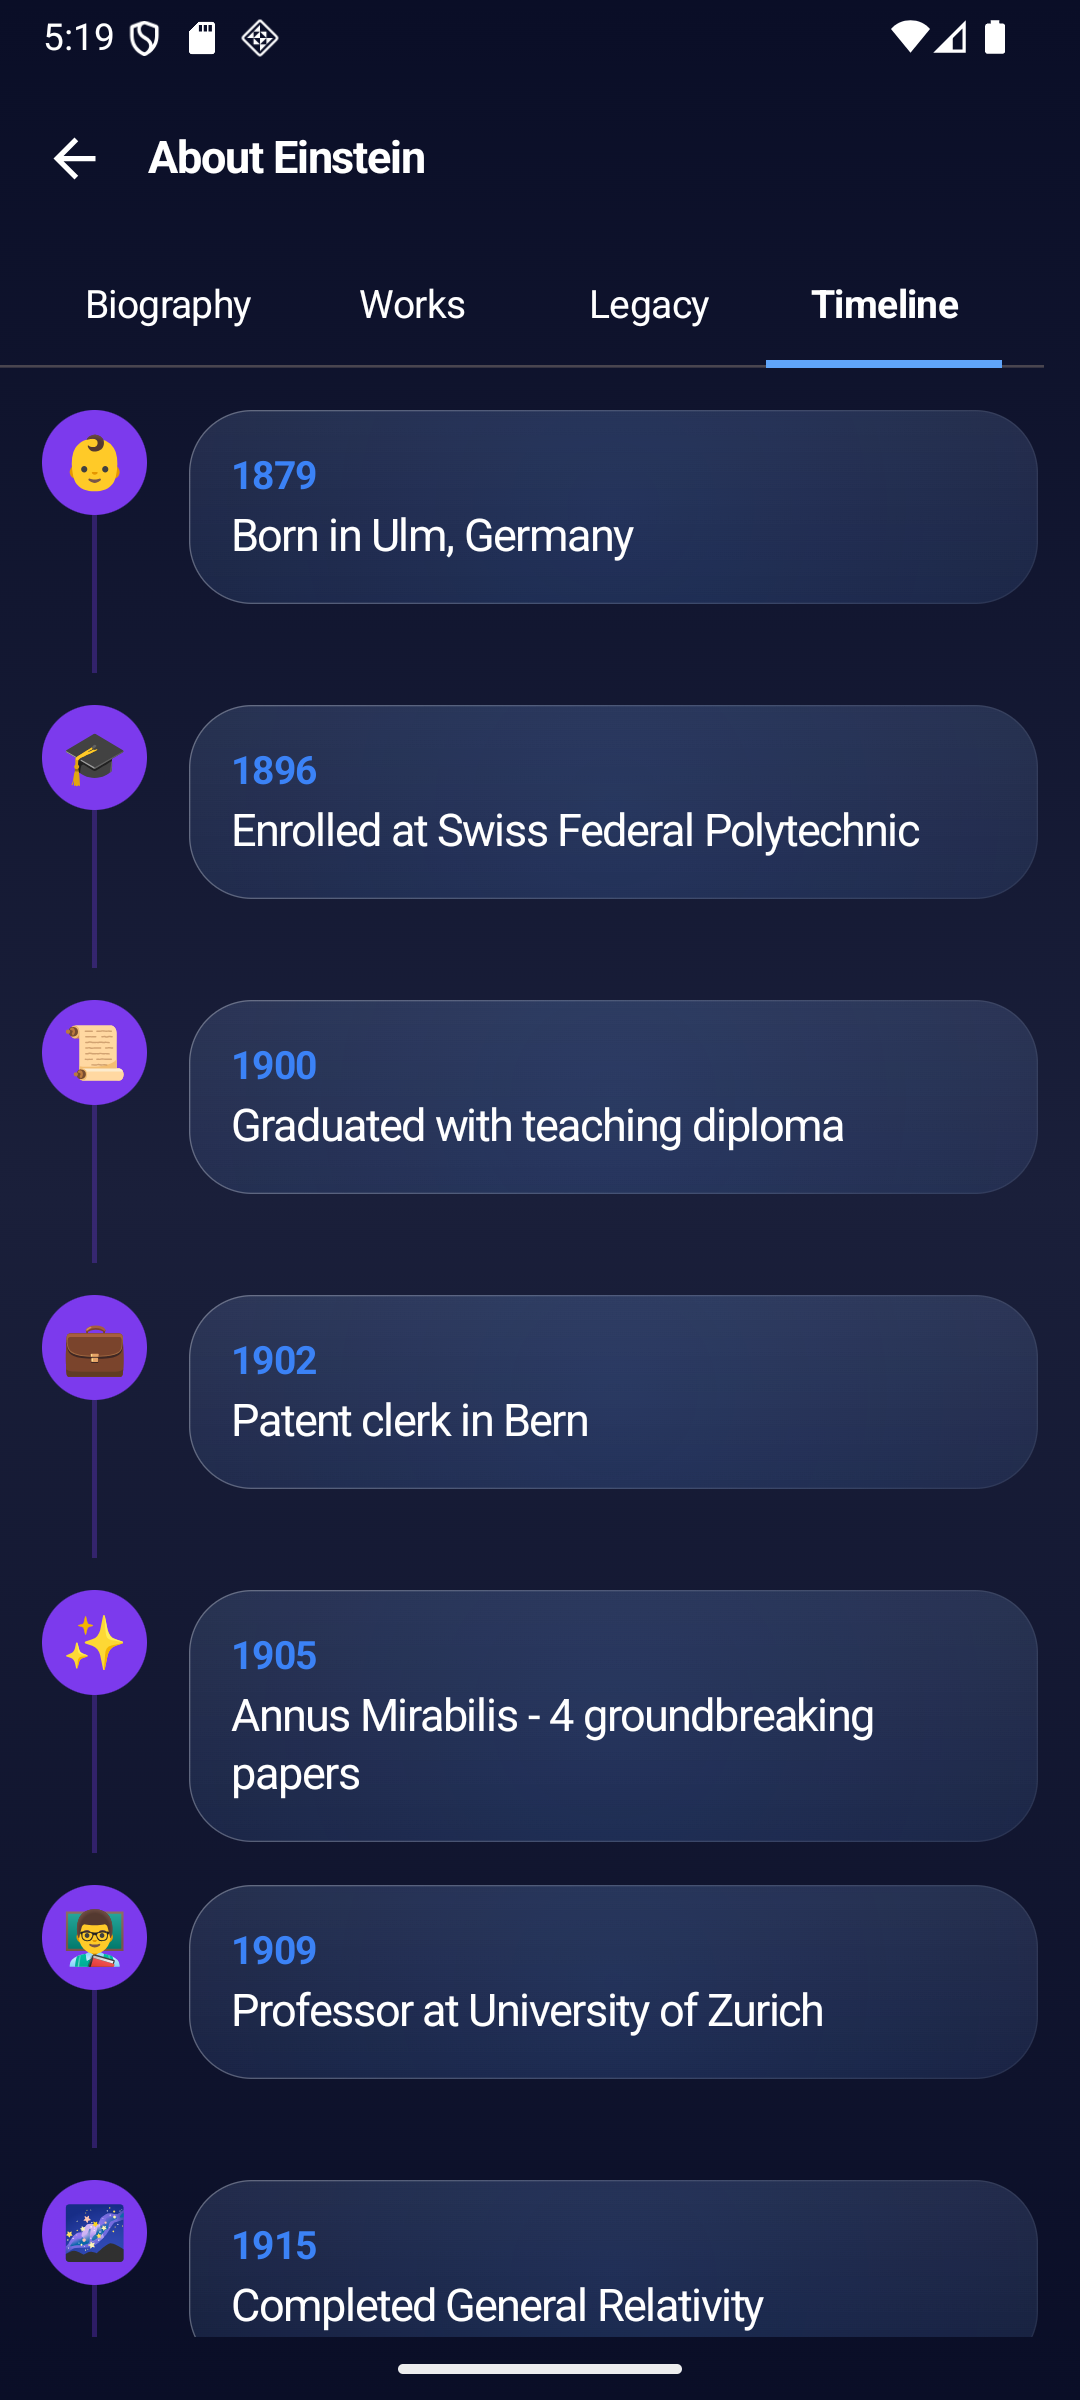 5:19
About Einstein
Biography Works Legacy Timeline
1879
Born in Ulm, Germany
1896
Enrolled at Swiss Federal Polytechnic
1900
Graduated with teaching diploma
1902
Patent clerk in Bern
1905
Annus Mirabilis - 4 groundbreaking
papers
1909
Professor at University of Zurich
1915
Completed General Relativity